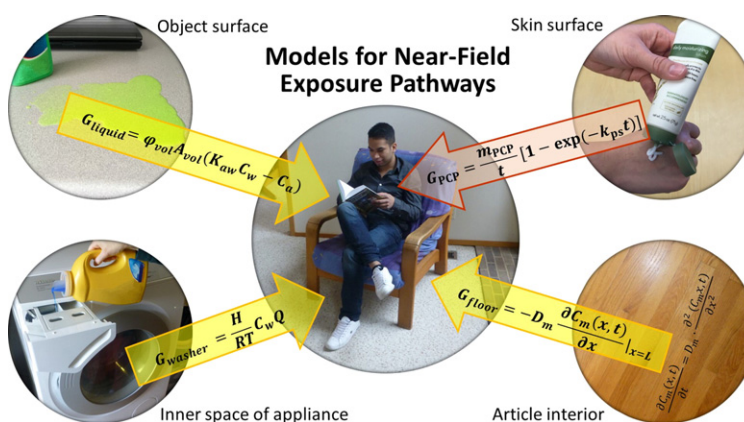 Object surface
Skin surface
Models for Near-Field
Exposure Pathways
G_liquid = φ_vol A_vol (K_aw C_w − C_a)
G_PCP = m_PCP / t [1 − exp(−k_ps t)]
G_washer = H / RT C_w Q
G_floor = −D_m ∂C_m(x, t) / ∂x |x=L
∂C_m(x, t) / ∂t = D_m · ∂²(C_m x, t) / ∂x²
Inner space of appliance
Article interior